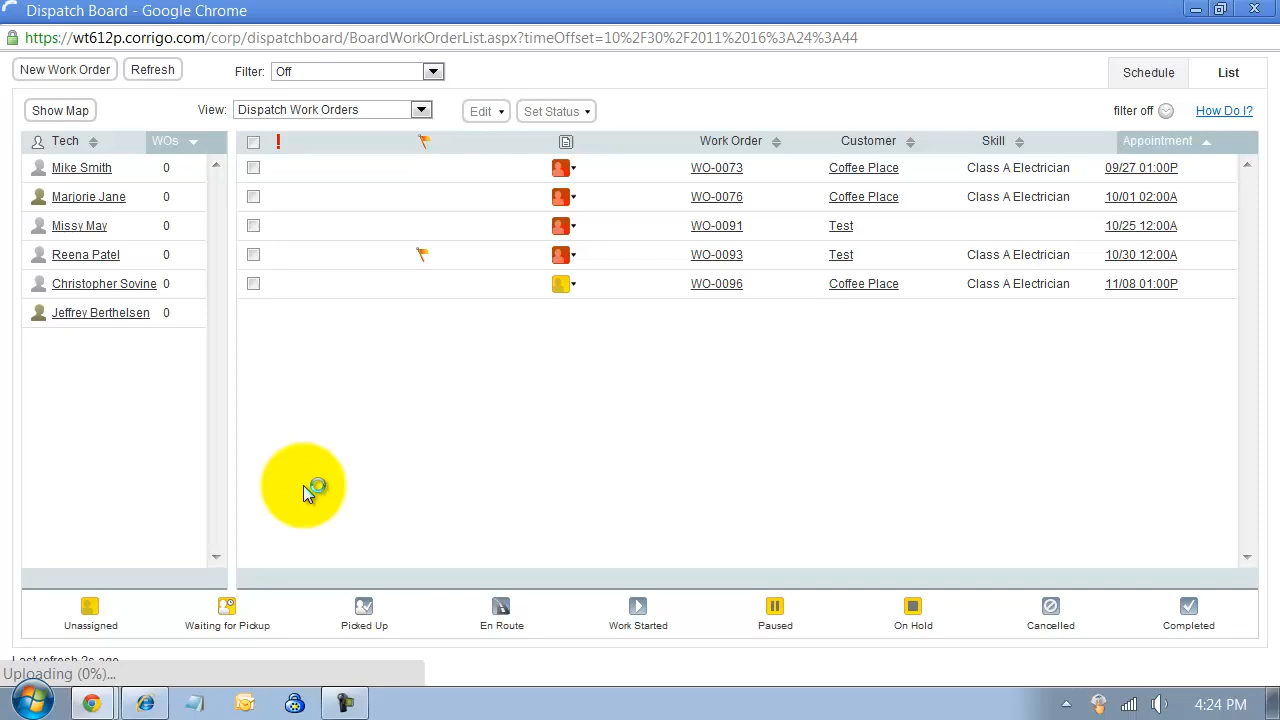 Dispatch Board - Google Chrome
https://wt612p.corrigo.com/corp/dispatchboard/BoardWorkOrderList.aspx?timeOffset=10%2F30%2F2011%2016%3A24%3A44
New Work Order Refresh Filter: Off Schedule List
Show Map View: Dispatch Work Orders Edit Set Status filter off How Do I?
Tech WOs Work Order Customer Skill Appointment
Mike Smith 0 WO-0073 Coffee Place Class A Electrician 09/27 01:00P
Marjorie Jane 0 WO-0076 Coffee Place Class A Electrician 10/01 02:00A
Missy May 0 WO-0091 Test 10/25 12:00A
Reena Patel 0 WO-0093 Test Class A Electrician 10/30 12:00A
Christopher Sovine 0 WO-0096 Coffee Place Class A Electrician 11/08 01:00P
Jeffrey Berthelsen 0
Unassigned Waiting for Pickup Picked Up En Route Work Started Paused On Hold Cancelled Completed
Last refresh 2s ago
Uploading (0%)...
4:24 PM